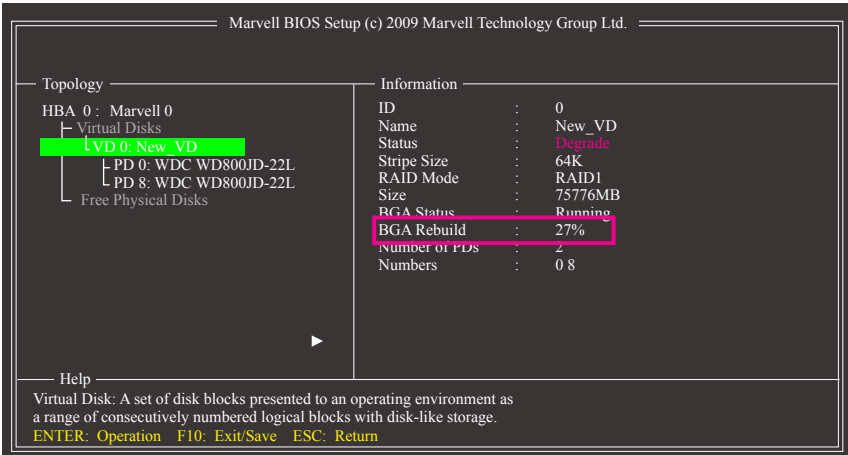 Marvell BIOS Setup (c) 2009 Marvell Technology Group Ltd.
Topology
HBA 0 : Marvell 0
Virtual Disks
VD 0: New_VD
PD 0: WDC WD800JD-22L
PD 8: WDC WD800JD-22L
Free Physical Disks
Information
ID : 0
Name : New_VD
Status : Degrade
Stripe Size : 64K
RAID Mode : RAID1
Size : 75776MB
BGA Status : Running
BGA Rebuild : 27%
Number of PDs : 2
Numbers : 0 8
Help
Virtual Disk: A set of disk blocks presented to an operating environment as
a range of consecutively numbered logical blocks with disk-like storage.
ENTER: Operation F10: Exit/Save ESC: Return